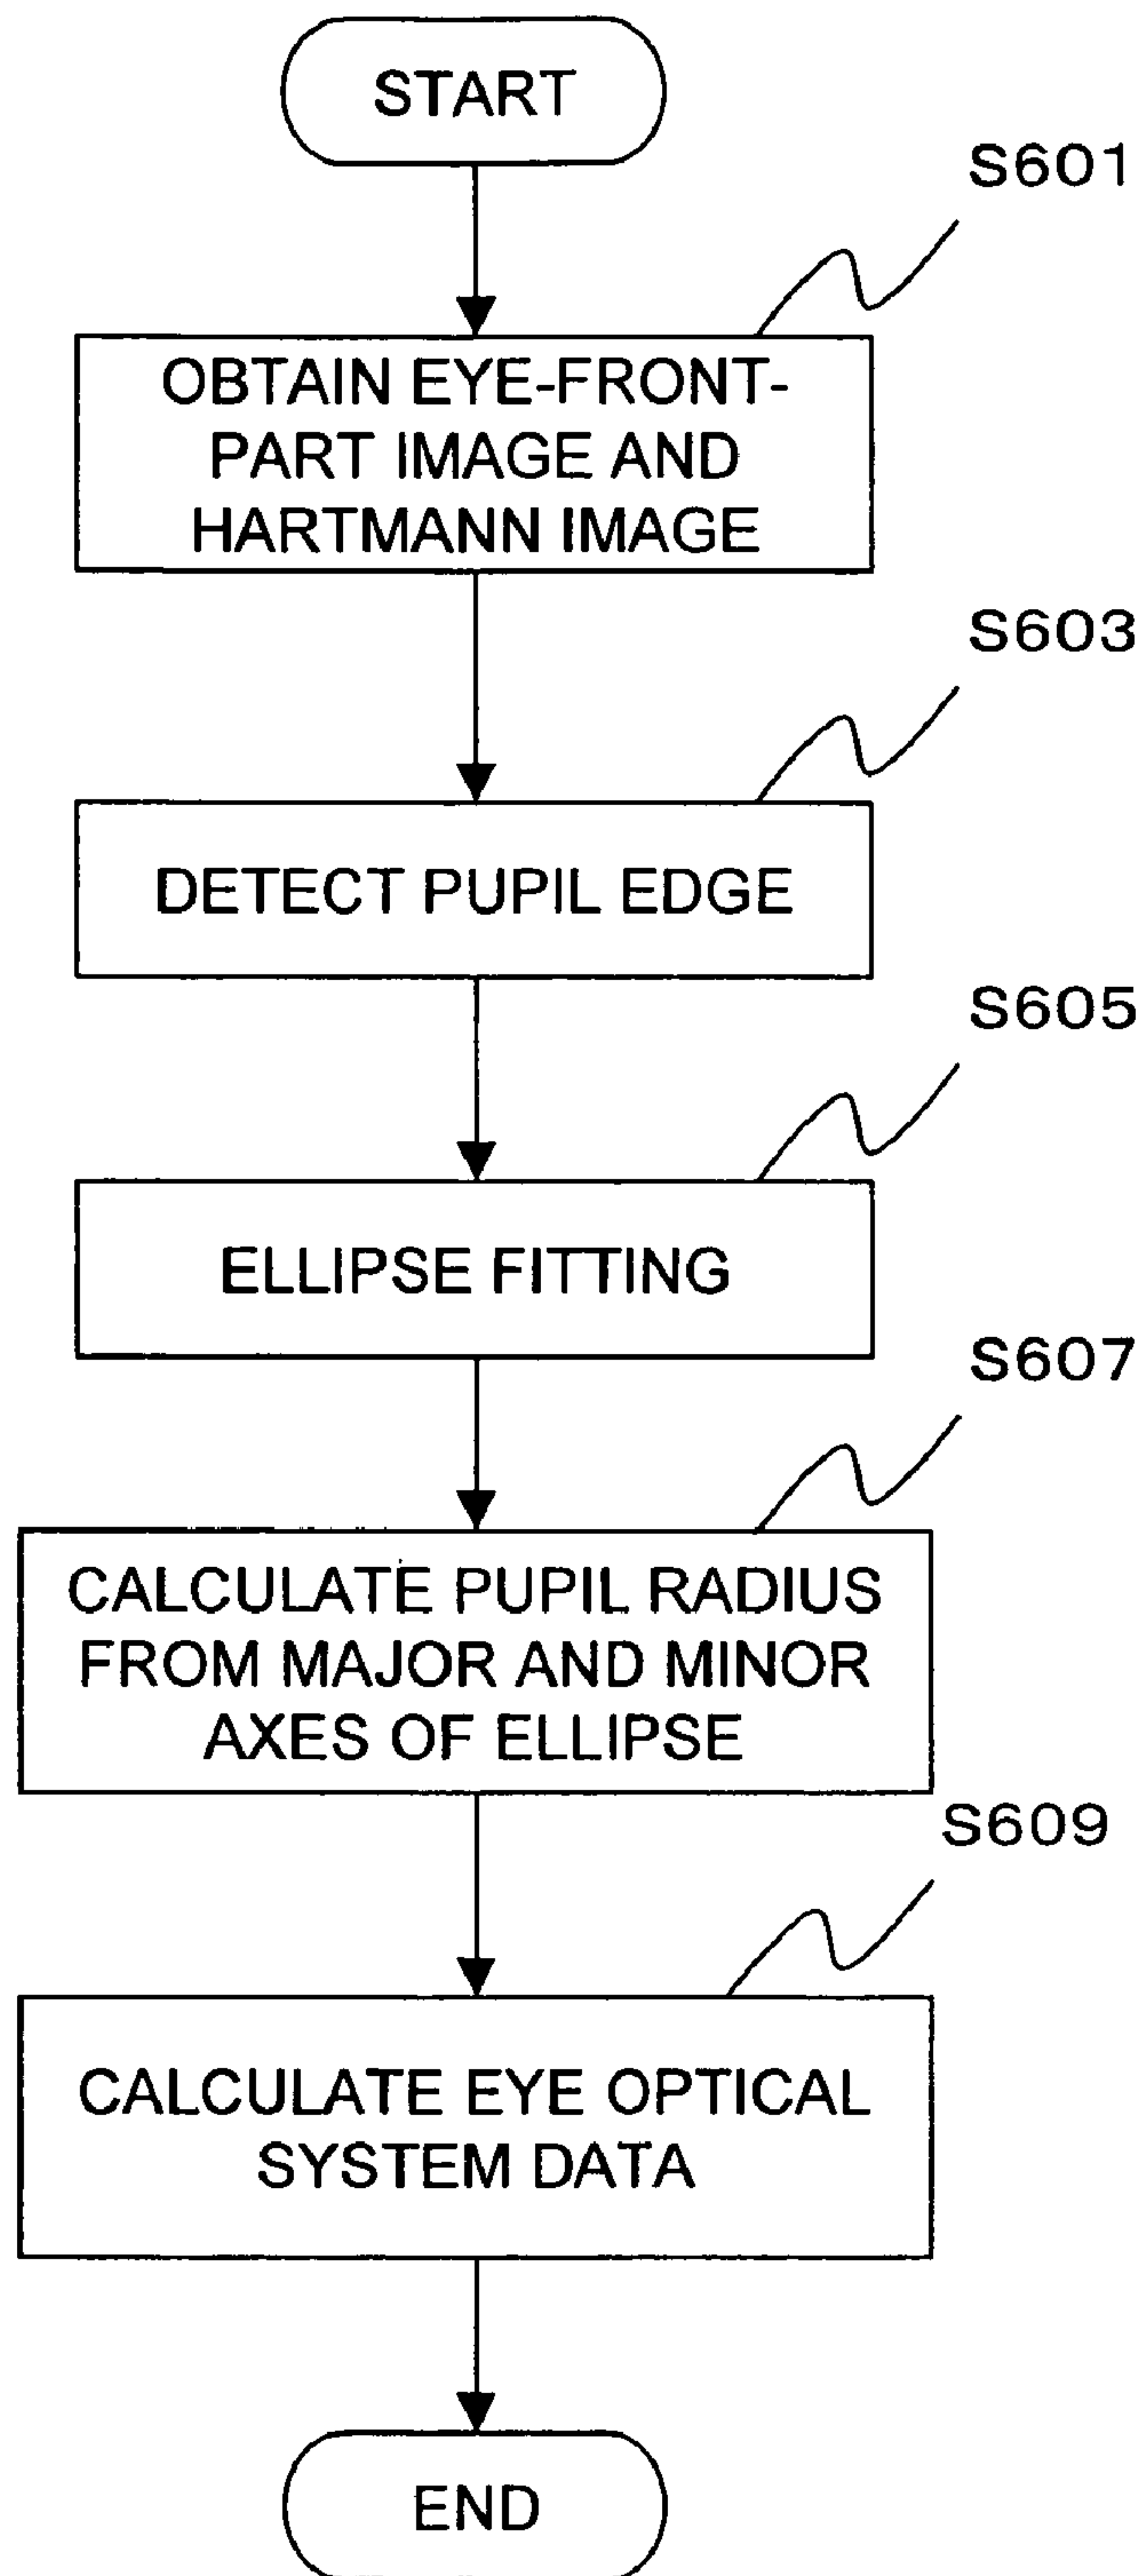 START
S601
OBTAIN EYE-FRONT-
PART IMAGE AND
HARTMANN IMAGE
S603
DETECT PUPIL EDGE
S605
ELLIPSE FITTING
S607
CALCULATE PUPIL RADIUS
FROM MAJOR AND MINOR
AXES OF ELLIPSE
S609
CALCULATE EYE OPTICAL
SYSTEM DATA
END